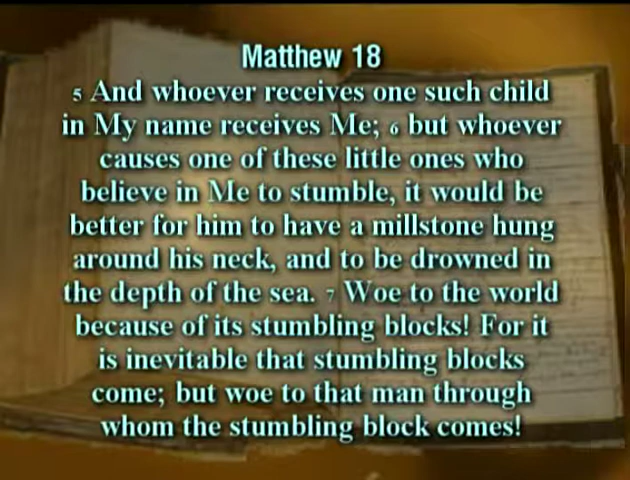 Matthew 18
5 And whoever receives one such child
in My name receives Me; 6 but whoever
causes one of these little ones who
believe in Me to stumble, it would be
better for him to have a millstone hung
around his neck, and to be drowned in
the depth of the sea. 7 Woe to the world
because of its stumbling blocks! For it
is inevitable that stumbling blocks
come; but woe to that man through
whom the stumbling block comes!